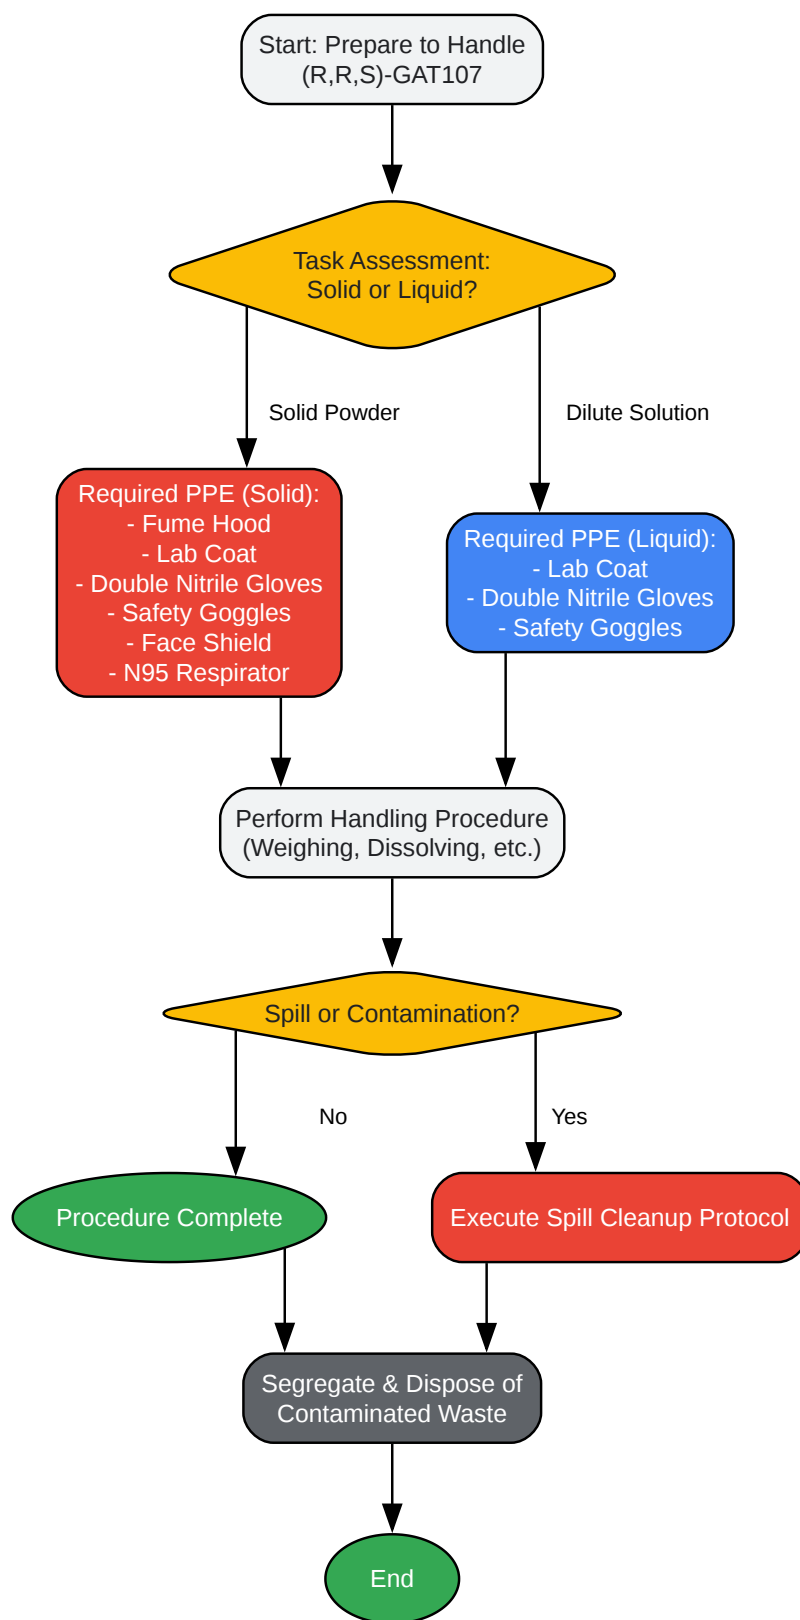 Start: Prepare to Handle
(R,R,S)-GAT107
Task Assessment:
Solid or Liquid?
Solid Powder
Dilute Solution
Required PPE (Solid):
- Fume Hood
- Lab Coat
- Double Nitrile Gloves
- Safety Goggles
- Face Shield
- N95 Respirator
Required PPE (Liquid):
- Lab Coat
- Double Nitrile Gloves
- Safety Goggles
Perform Handling Procedure
(Weighing, Dissolving, etc.)
Spill or Contamination?
No
Yes
Procedure Complete
Execute Spill Cleanup Protocol
Segregate & Dispose of
Contaminated Waste
End